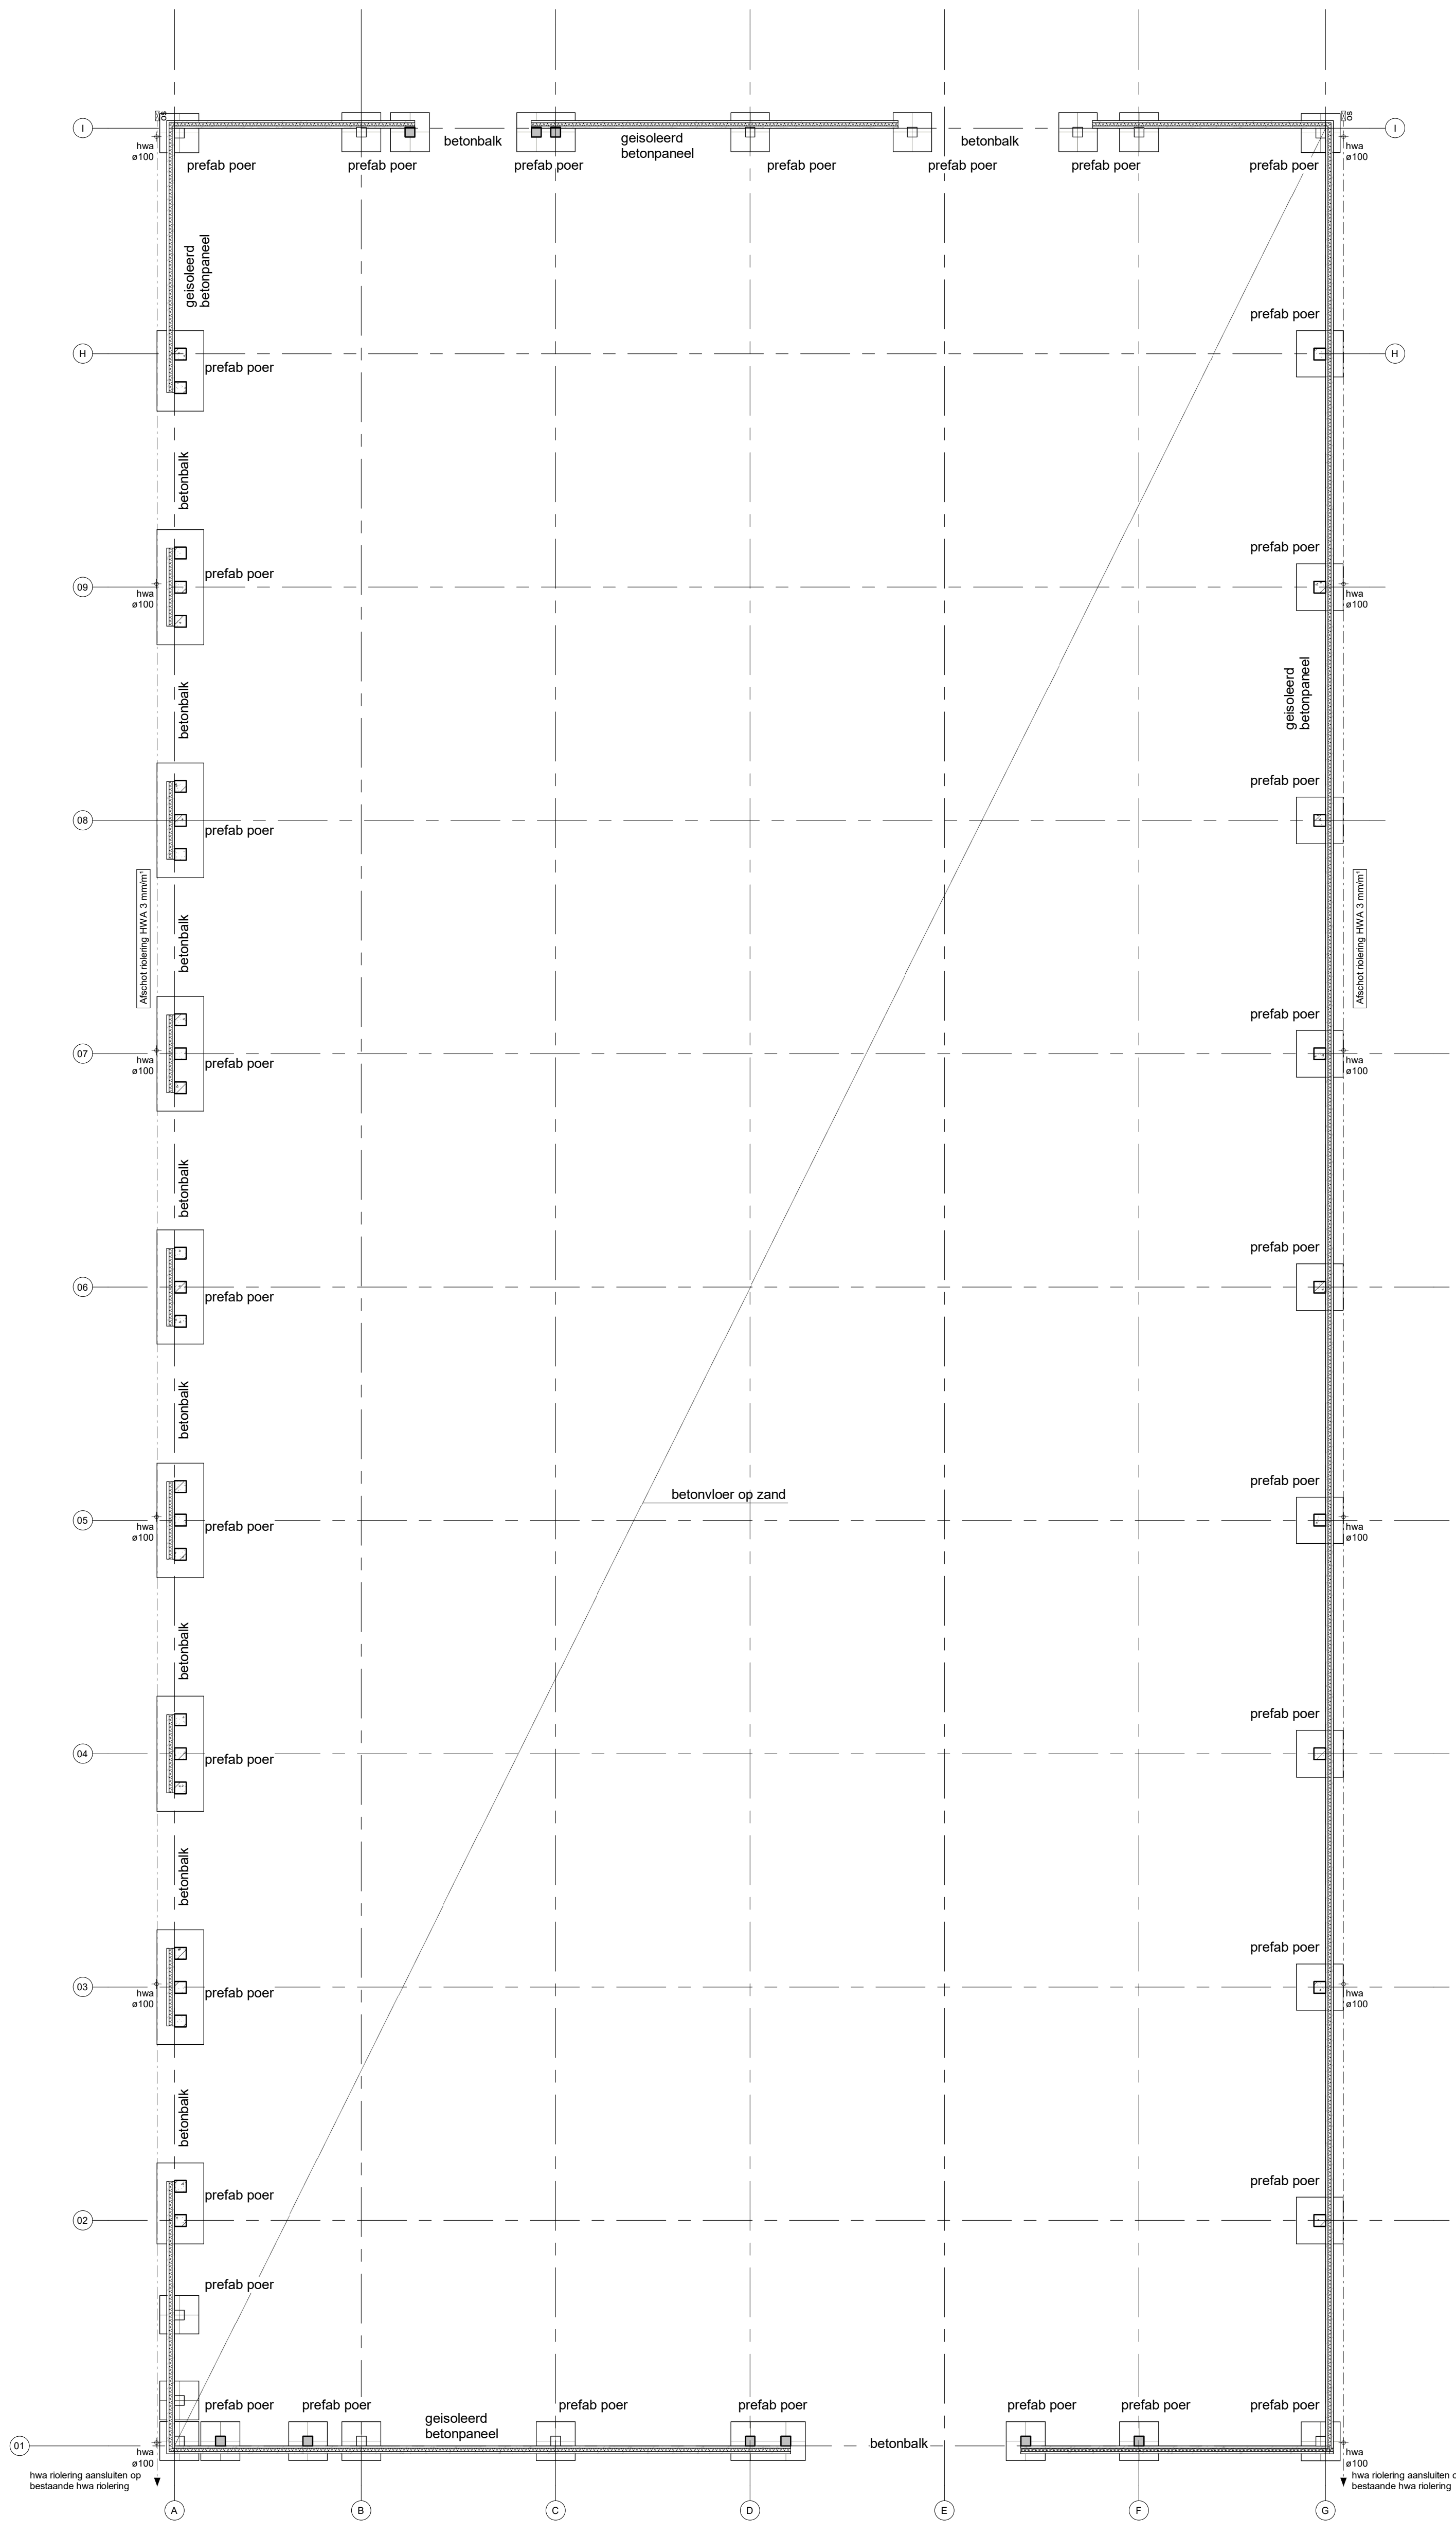 so
so
I
I
hwa
ø100
betonbalk
geisoleerd
betonpaneel
betonbalk
hwa
ø100
prefab poer
prefab poer
prefab poer
prefab poer
prefab poer
prefab poer
prefab poer
geisoleerd
betonpaneel
prefab poer
H
H
prefab poer
betonbalk
prefab poer
prefab poer
09
hwa
ø100
hwa
ø100
betonbalk
geisoleerd
betonpaneel
prefab poer
08
prefab poer
Afschot riolering HWA 3 mm/m¹
betonbalk
Afschot riolering HWA 3 mm/m¹
prefab poer
07
hwa
ø100
prefab poer
hwa
ø100
betonbalk
prefab poer
06
prefab poer
betonbalk
prefab poer
betonvloer op zand
05
hwa
ø100
prefab poer
hwa
ø100
betonbalk
prefab poer
04
prefab poer
betonbalk
prefab poer
03
hwa
ø100
prefab poer
hwa
ø100
betonbalk
prefab poer
prefab poer
02
prefab poer
prefab poer
prefab poer
prefab poer
prefab poer
prefab poer
prefab poer
prefab poer
geisoleerd
betonpaneel
01
betonbalk
hwa
ø100
hwa
ø100
hwa riolering aansluiten op
bestaande hwa riolering
hwa riolering aansluiten
bestaande hwa riolering
A
B
C
D
E
F
G